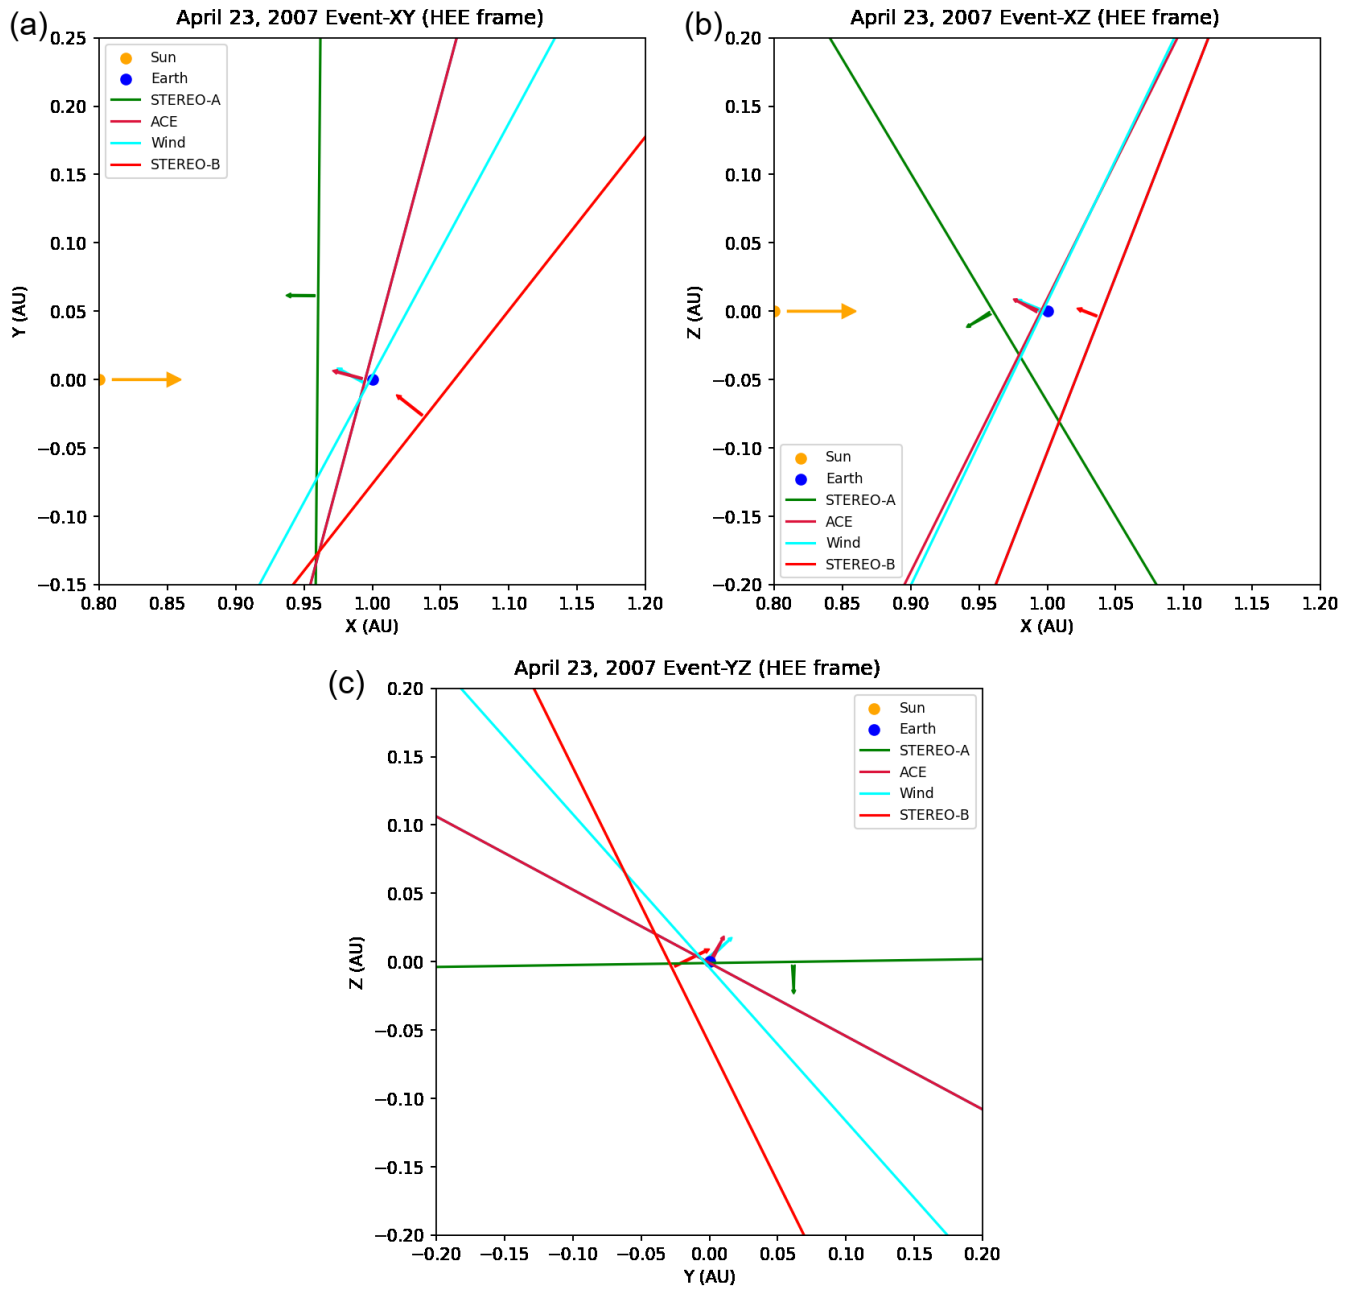 (a)
April 23, 2007 Event-XY (HEE frame)
0.25
0.20
0.15
0.10
0.05
0.00
−0.05
−0.10
−0.15
Y (AU)
Sun
Earth
STEREO-A
ACE
Wind
STEREO-B
0.80 0.85 0.90 0.95 1.00 1.05 1.10 1.15 1.20
X (AU)
(b)
April 23, 2007 Event-XZ (HEE frame)
0.20
0.15
0.10
0.05
0.00
−0.05
−0.10
−0.15
−0.20
Z (AU)
Sun
Earth
STEREO-A
ACE
Wind
STEREO-B
0.80 0.85 0.90 0.95 1.00 1.05 1.10 1.15 1.20
X (AU)
(c)
April 23, 2007 Event-YZ (HEE frame)
0.20
0.15
0.10
0.05
0.00
−0.05
−0.10
−0.15
−0.20
Z (AU)
Sun
Earth
STEREO-A
ACE
Wind
STEREO-B
−0.20 −0.15 −0.10 −0.05 0.00 0.05 0.10 0.15 0.20
Y (AU)